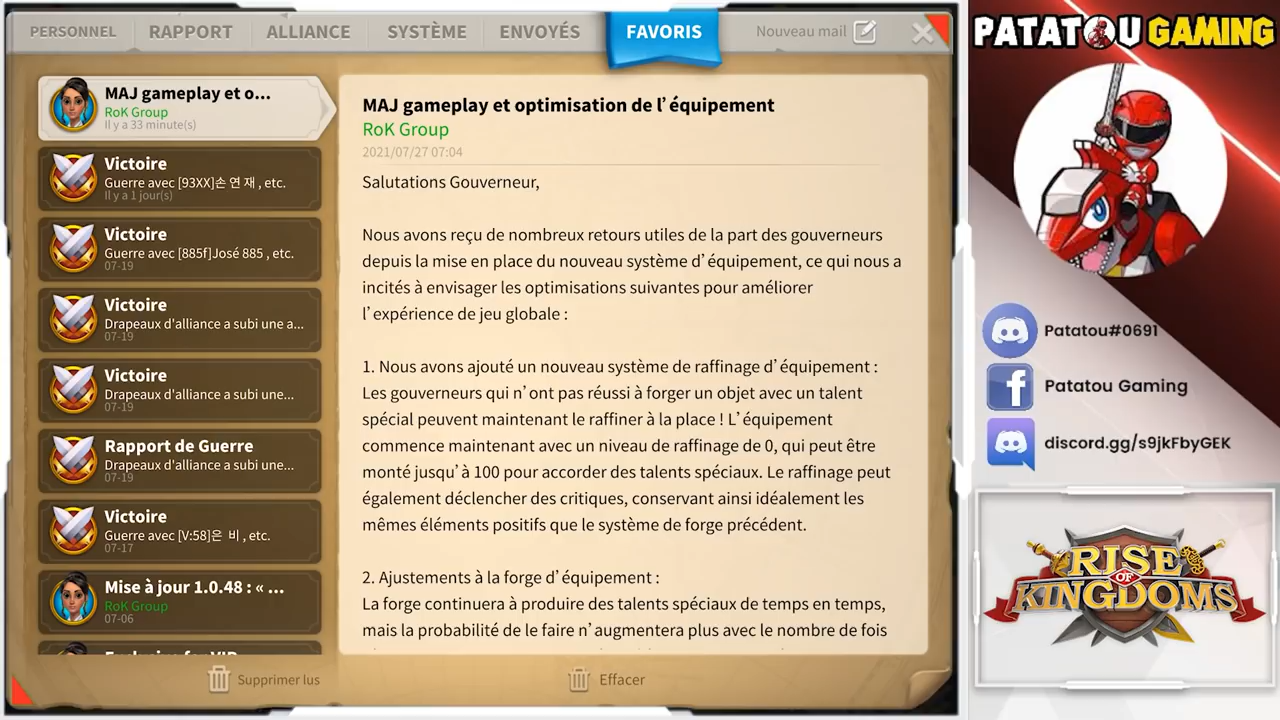 PERSONNEL
RAPPORT
ALLIANCE
SYSTÈME
ENVOYÉS
FAVORIS
Nouveau mail
MAJ gameplay et o...
RoK Group
Il y a 33 minute(s)
Victoire
Guerre avec [93XX]손 연 재 , etc.
Il y a 1 jour(s)
Victoire
Guerre avec [885f]José 885 , etc.
07-19
Victoire
Drapeaux d'alliance a subi une a...
07-19
Victoire
Drapeaux d'alliance a subi une...
07-19
Rapport de Guerre
Drapeaux d'alliance a subi une...
07-19
Victoire
Guerre avec [V:58]은 비 , etc.
07-17
Mise à jour 1.0.48 : « ...
RoK Group
07-06
Supprimer lus
MAJ gameplay et optimisation de l'équipement
RoK Group
2021/07/27 07:04
Salutations Gouverneur,
Nous avons reçu de nombreux retours utiles de la part des gouverneurs
depuis la mise en place du nouveau système d'équipement, ce qui nous a
incités à envisager les optimisations suivantes pour améliorer
l'expérience de jeu globale :
1. Nous avons ajouté un nouveau système de raffinage d'équipement :
Les gouverneurs qui n'ont pas réussi à forger un objet avec un talent
spécial peuvent maintenant le raffiner à la place ! L'équipement
commence maintenant avec un niveau de raffinage de 0, qui peut être
monté jusqu'à 100 pour accorder des talents spéciaux. Le raffinage peut
également déclencher des critiques, conservant ainsi idéalement les
mêmes éléments positifs que le système de forge précédent.
2. Ajustements à la forge d'équipement :
La forge continuera à produire des talents spéciaux de temps en temps,
mais la probabilité de le faire n'augmentera plus avec le nombre de fois
Effacer
PATATOU GAMING
Patatou#0691
Patatou Gaming
discord.gg/s9jkFbyGEK
RISE
OF
KINGDOMS